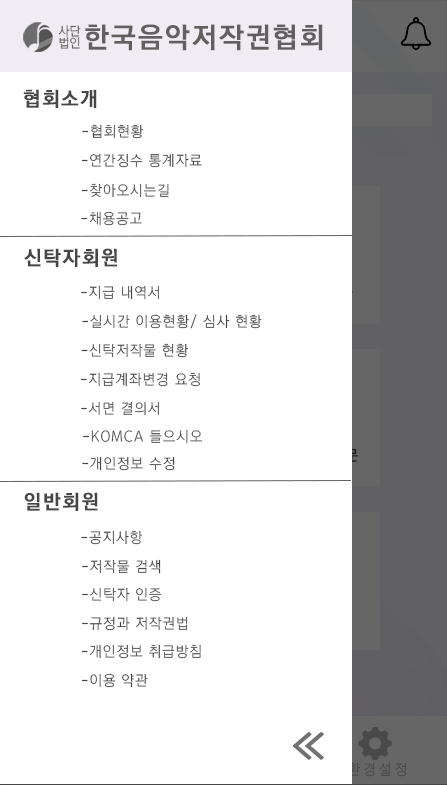 사단
법인 한국음악저작권협회
협회소개
-협회현황
-연간징수 통계자료
-찾아오시는길
-채용공고
신탁자회원
-지급 내역서
-실시간 이용현황/ 심사 현황
-신탁저작물 현황
-지급계좌변경 요청
-서면 결의서
-KOMCA 들으시오
-개인정보 수정
일반회원
-공지사항
-저작물 검색
-신탁자 인증
-규정과 저작권법
-개인정보 취급방침
-이용 약관
환경설정